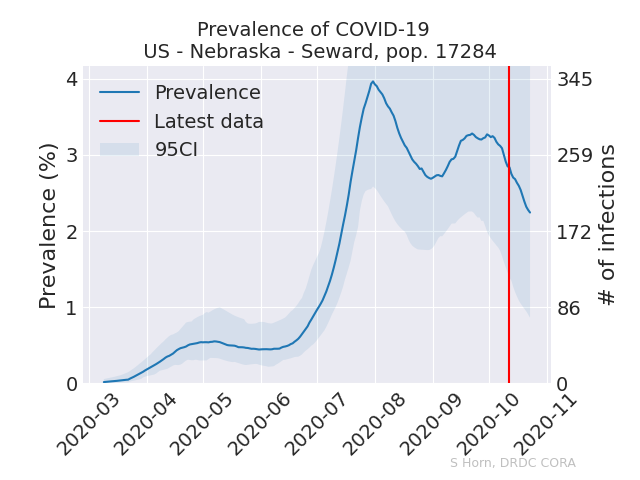 Prevalence of COVID-19
US - Nebraska - Seward, pop. 17284
Prevalence
Latest data
95CI
Prevalence (%)
4
3
2
1
0
345
259
172
86
0
# of infections
2020-03
2020-04
2020-05
2020-06
2020-07
2020-08
2020-09
2020-10
2020-11
S Horn, DRDC CORA